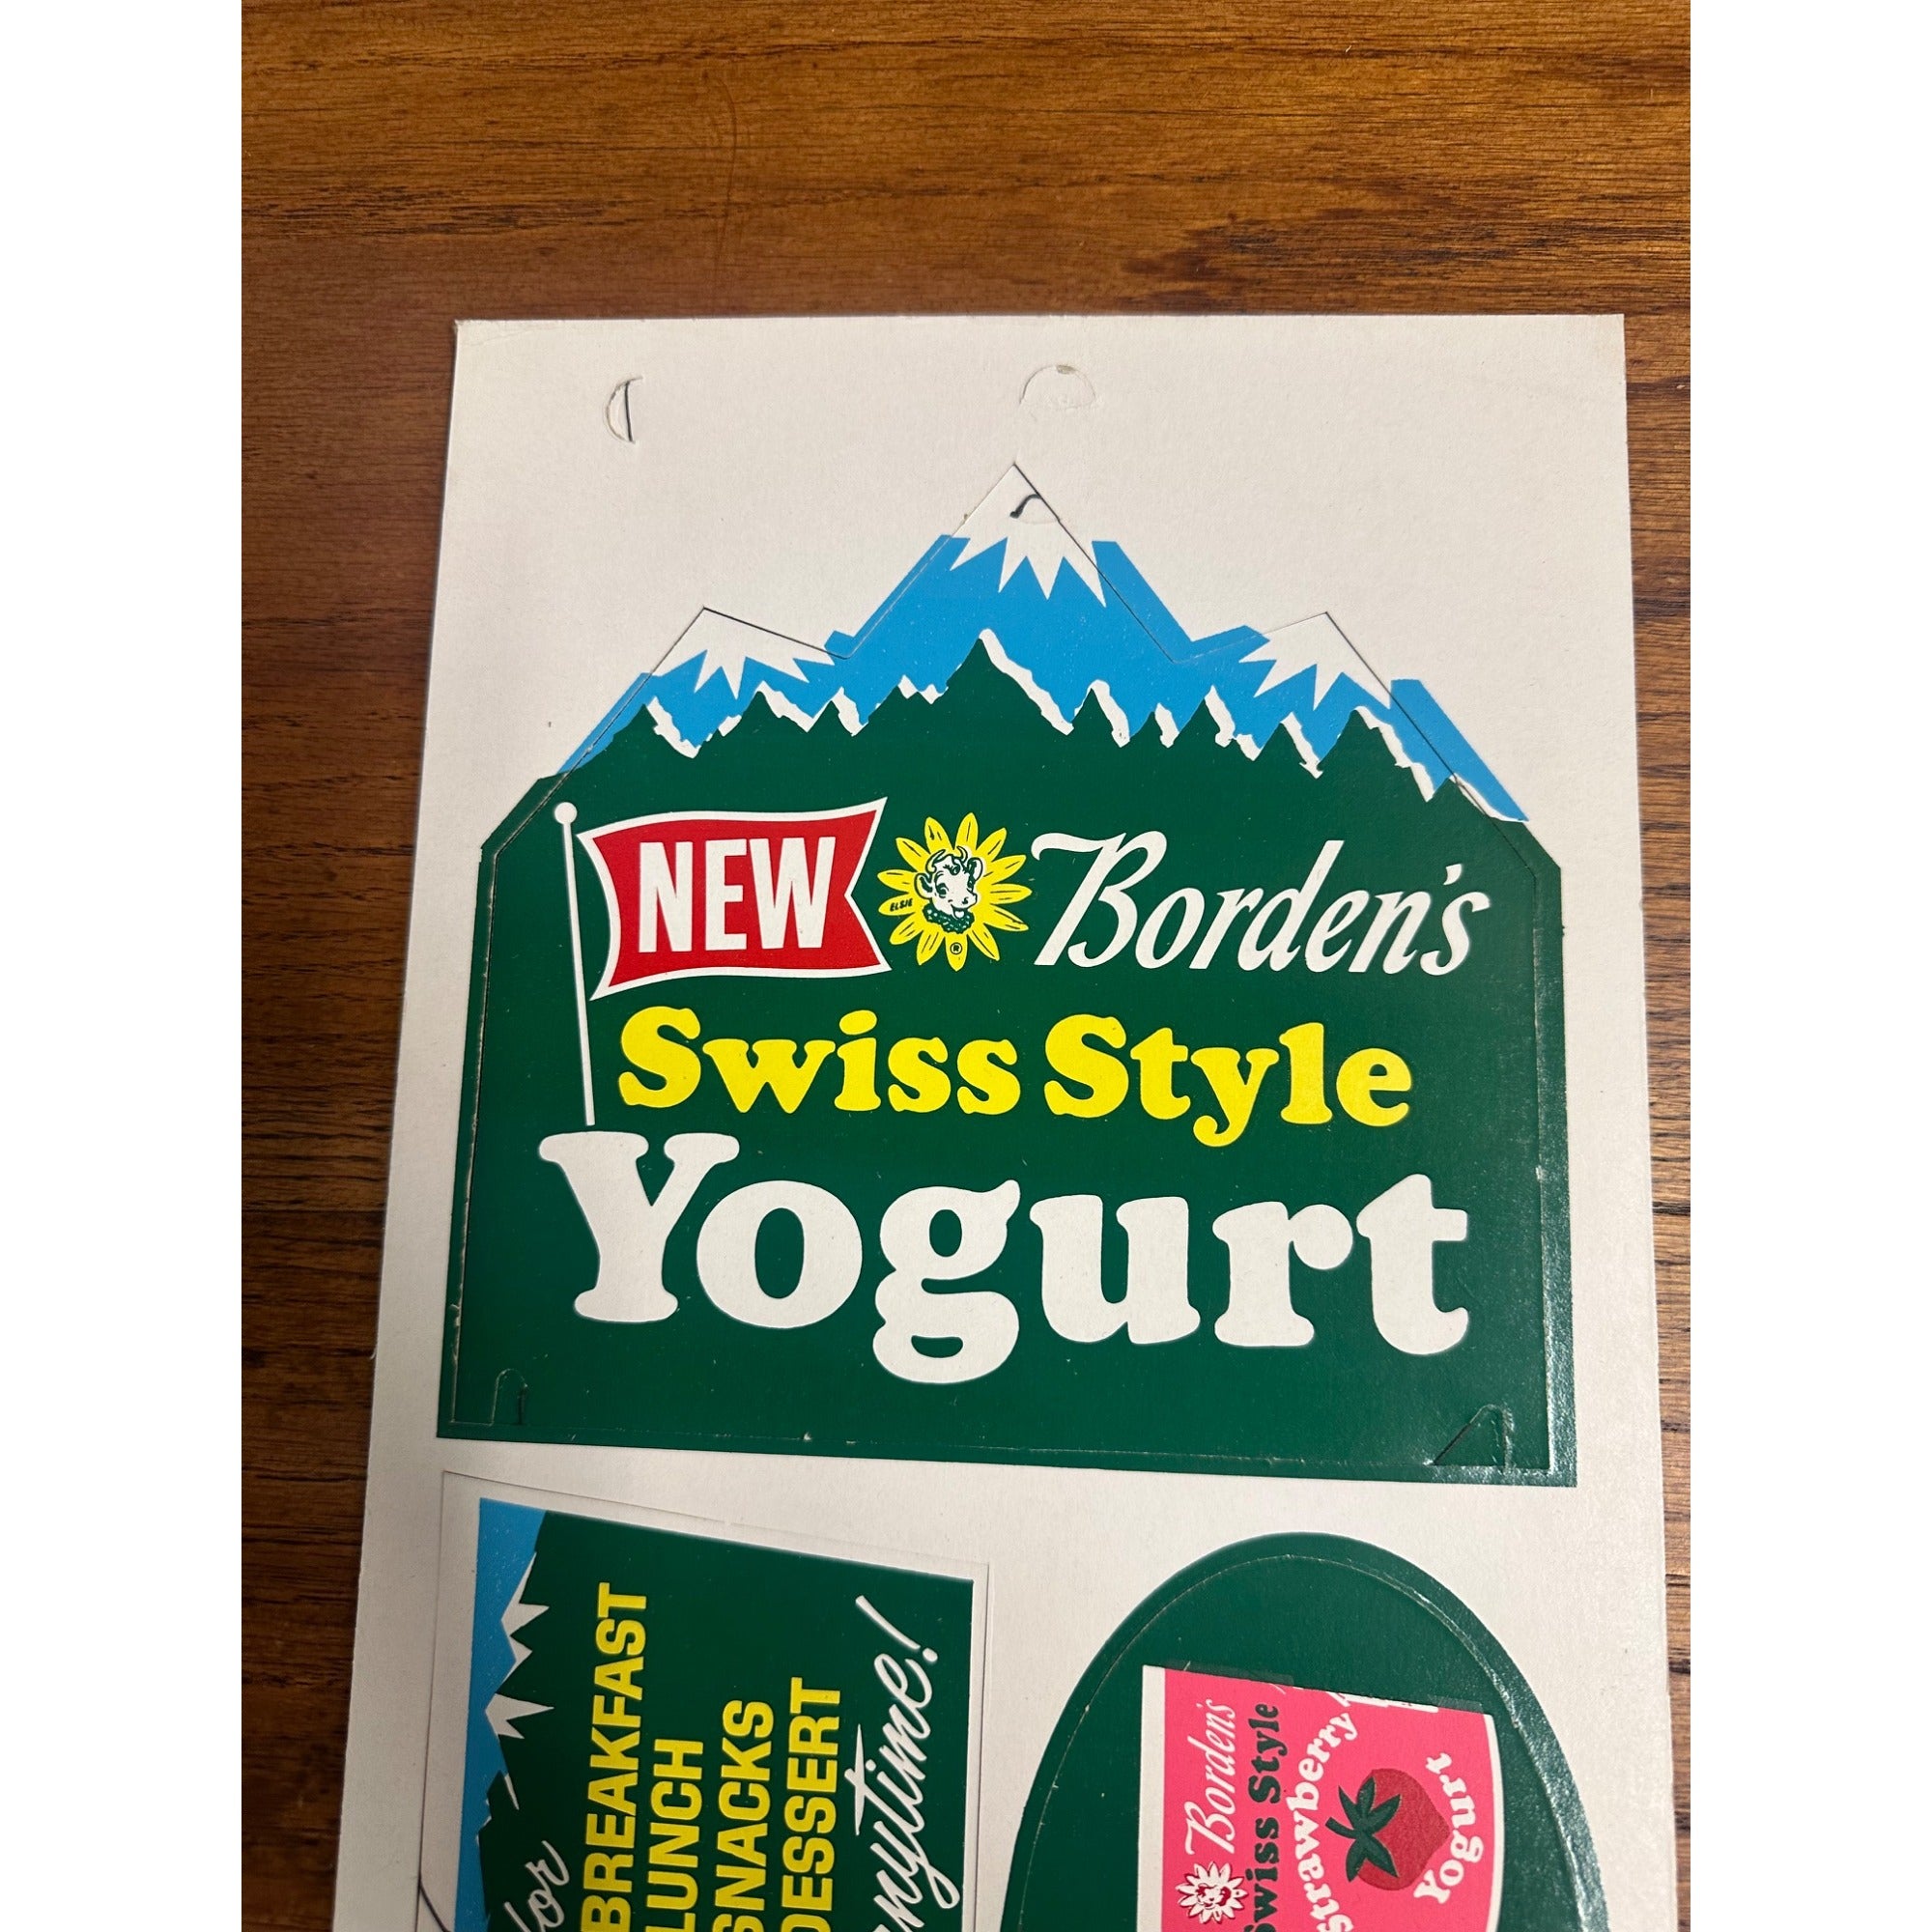 NEW
ELSIE
®
Borden's
Swiss Style
Yogurt
for
BREAKFAST
LUNCH
SNACKS
DESSERT
anytime!
Borden's
Swiss Style
Strawberry
Yogurt